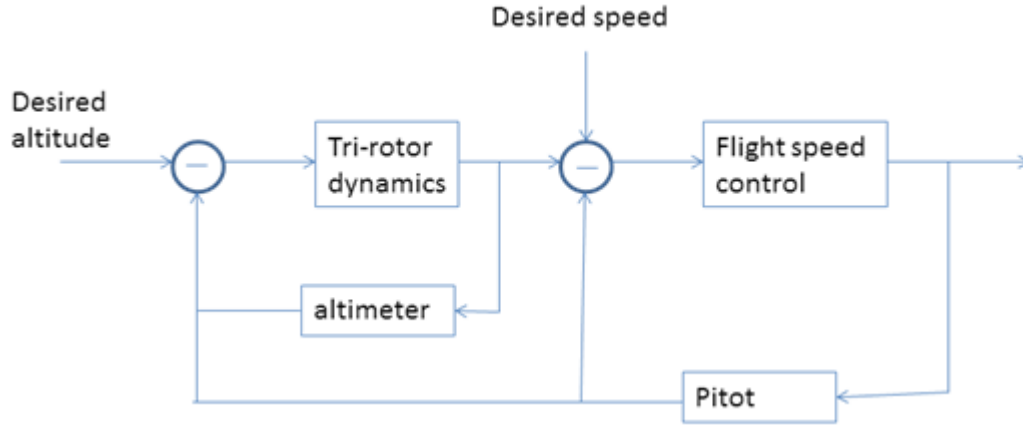 Desired speed
Desired
altitude
Tri-rotor
dynamics
Flight speed
control
altimeter
Pitot